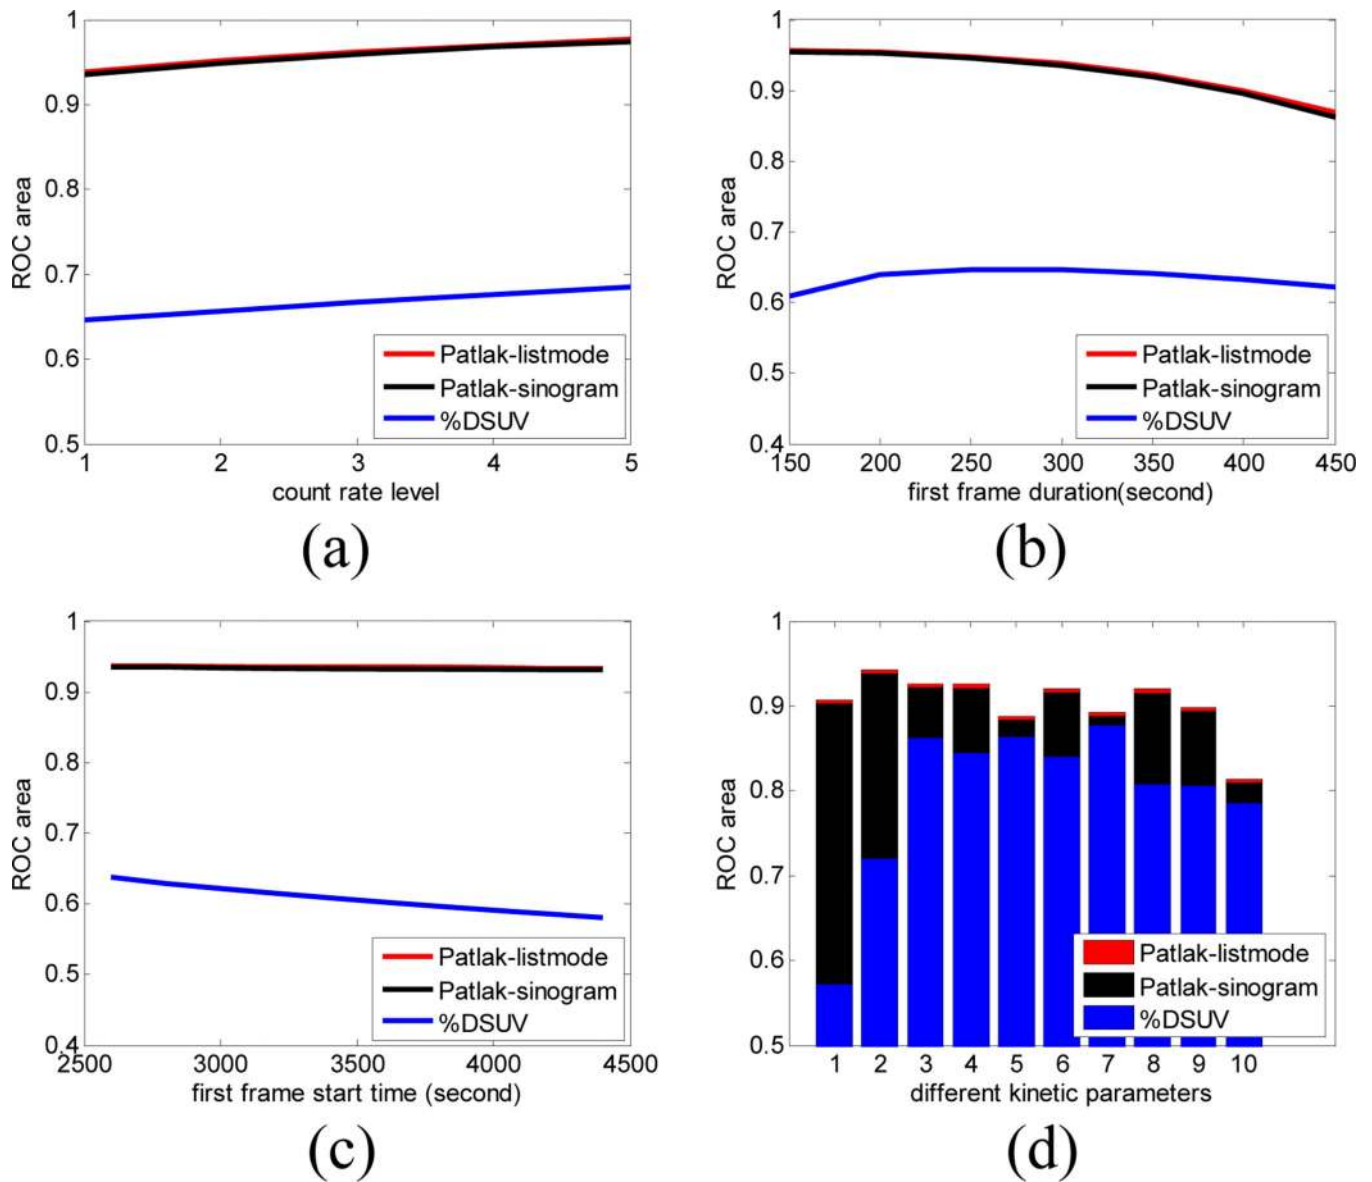 1
0.9
0.8
0.7
0.6
0.5
ROC area
1 2 3 4 5
count rate level
Patlak-listmode
Patlak-sinogram
%DSUV
(a)
1
0.9
0.8
0.7
0.6
0.5
0.4
ROC area
150 200 250 300 350 400 450
first frame duration(second)
Patlak-listmode
Patlak-sinogram
%DSUV
(b)
1
0.9
0.8
0.7
0.6
0.5
0.4
ROC area
2500 3000 3500 4000 4500
first frame start time (second)
Patlak-listmode
Patlak-sinogram
%DSUV
(c)
1
0.9
0.8
0.7
0.6
0.5
ROC area
1 2 3 4 5 6 7 8 9 10
different kinetic parameters
Patlak-listmode
Patlak-sinogram
%DSUV
(d)